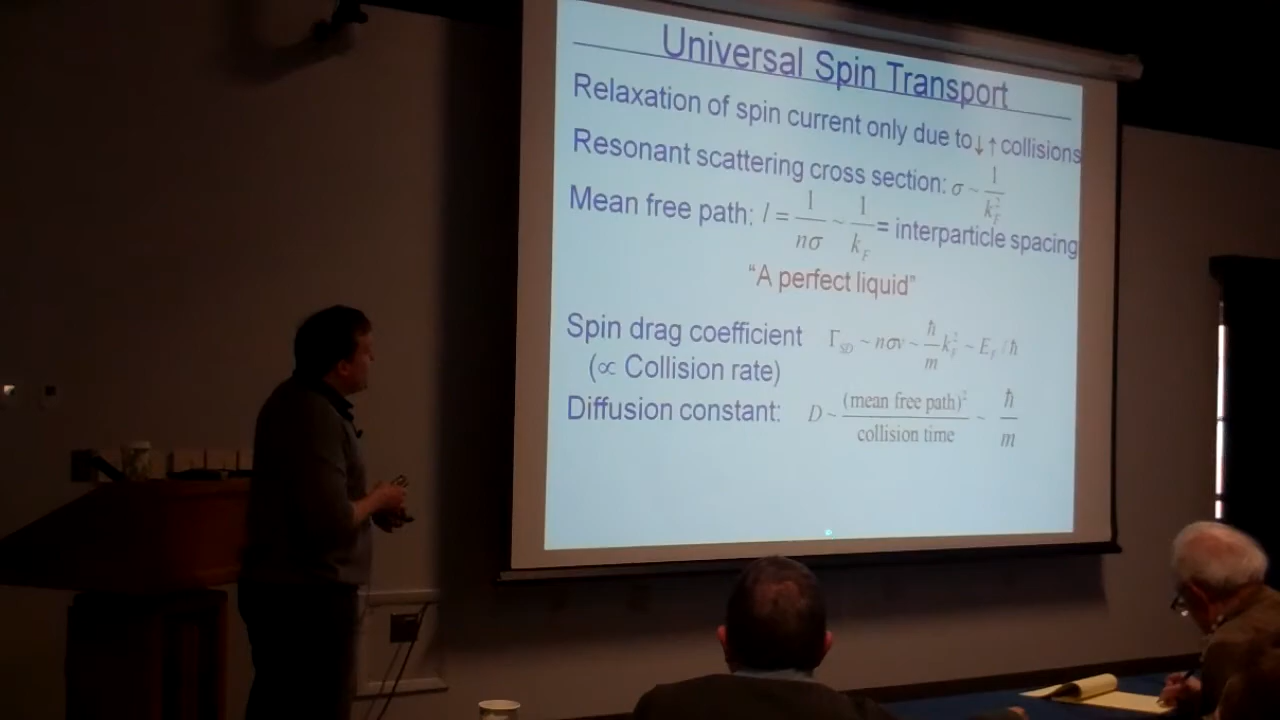 Universal Spin Transport
Relaxation of spin current only due to ↓ ↑ collisions
Resonant scattering cross section: σ ~ 1/k_F²
Mean free path: l = 1/nσ ~ 1/k_F = interparticle spacing
“A perfect liquid”
Spin drag coefficient Γ_SD ~ nσv ~ ħ/m k_F² ~ E_F / ħ
(∝ Collision rate)
Diffusion constant: D ~ (mean free path)²/collision time ~ ħ/m